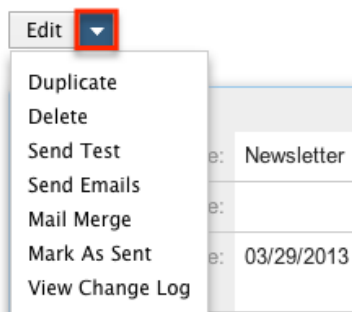 Edit
Duplicate
Delete
Send Test
e: Newsletter
Send Emails
e:
Mail Merge
Mark As Sent
e: 03/29/2013
View Change Log